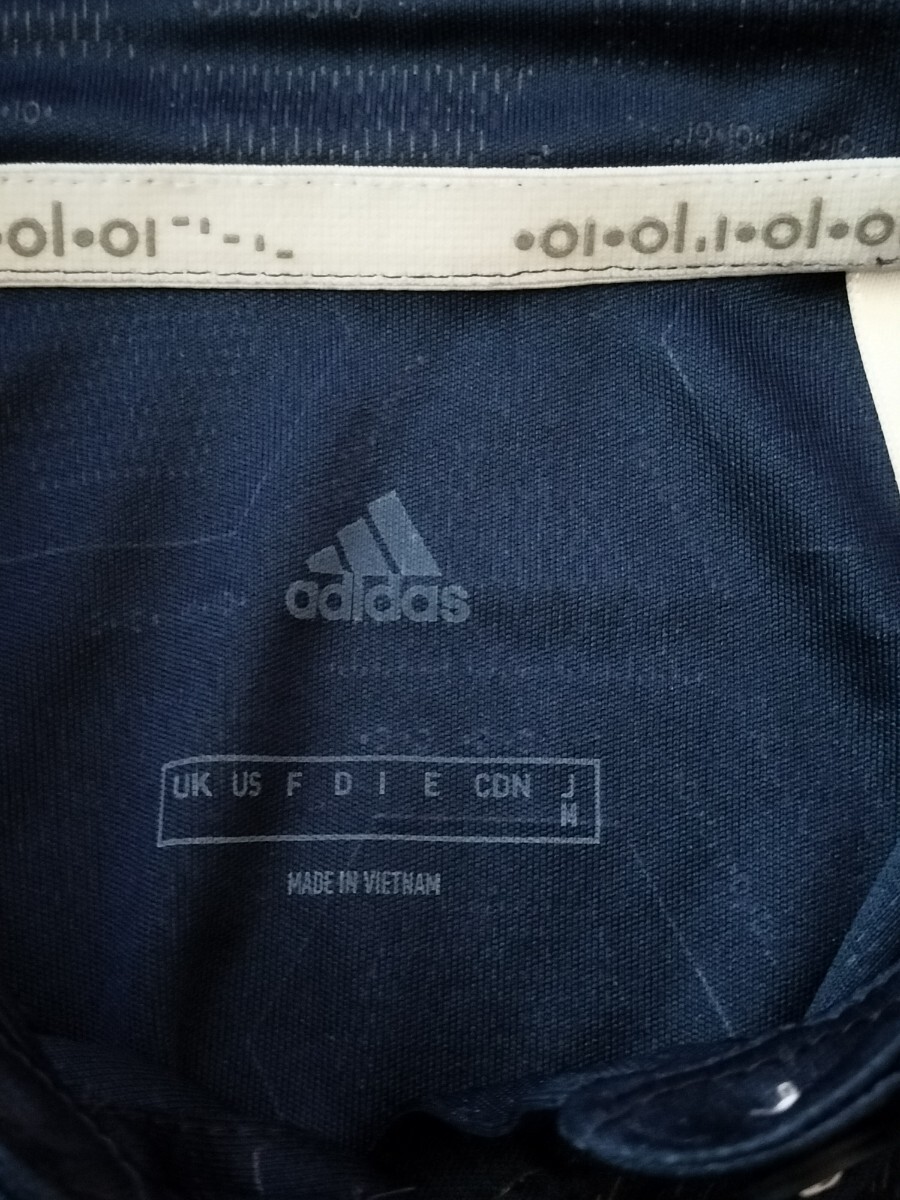 adidas
UK US F D I E CDN J
M
MADE IN VIETNAM